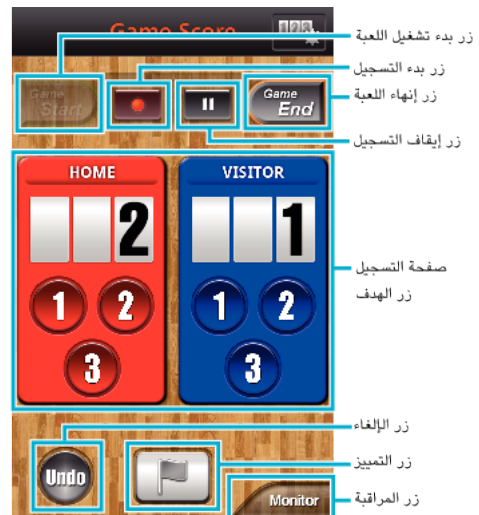 Game Score
123
زر بدء تشغيل اللعبة
زر بدء التسجيل
زر إنهاء اللعبة
زر إيقاف التسجيل
Game
Start
Game
End
HOME
VISITOR
2
1
1
2
3
1
2
3
صفحة التسجيل
زر الهدف
زر الإلغاء
زر التمييز
زر المراقبة
Undo
Monitor